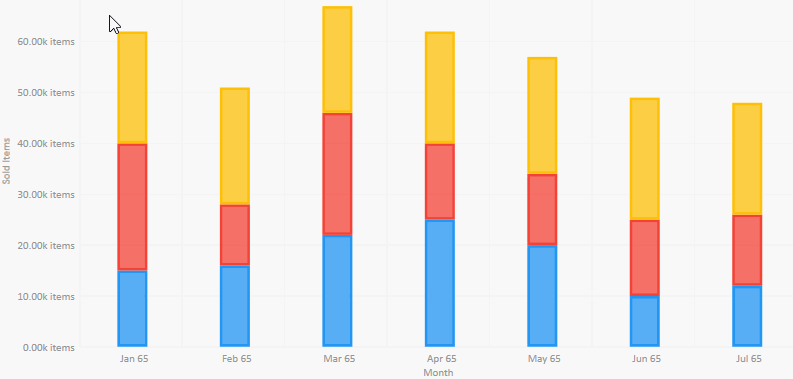 60.00k items
50.00k items
40.00k items
30.00k items
20.00k items
10.00k items
0.00k items
Sold Items
Jan 65 Feb 65 Mar 65 Apr 65 May 65 Jun 65 Jul 65
Month